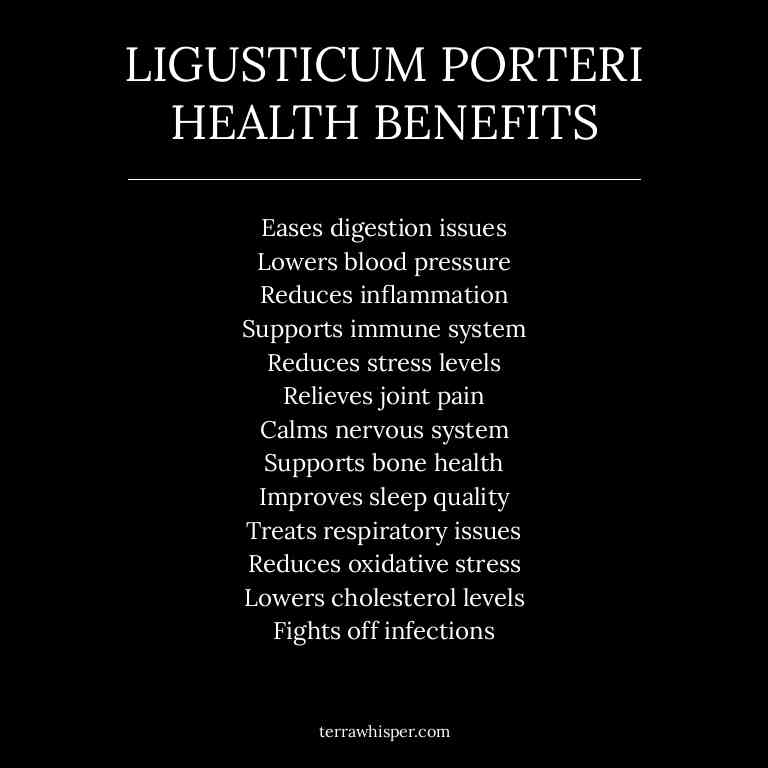 LIGUSTICUM PORTERI
HEALTH BENEFITS
Eases digestion issues
Lowers blood pressure
Reduces inflammation
Supports immune system
Reduces stress levels
Relieves joint pain
Calms nervous system
Supports bone health
Improves sleep quality
Treats respiratory issues
Reduces oxidative stress
Lowers cholesterol levels
Fights off infections
terrawhisper.com